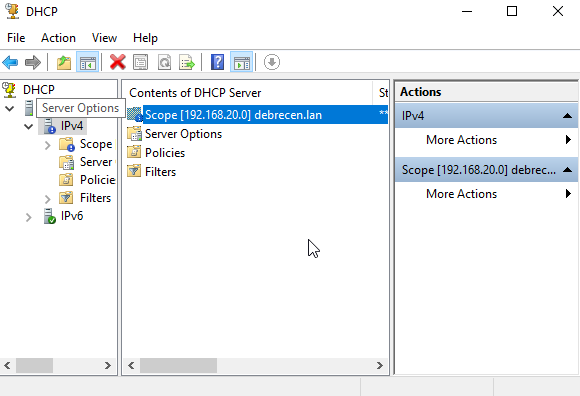 DHCP
File Action View Help
DHCP
Server Options
IPv4
Scope
Server
Policie
Filters
IPv6
Contents of DHCP Server St
Scope [192.168.20.0] debrecen.lan **
Server Options
Policies
Filters
Actions
IPv4
More Actions
Scope [192.168.20.0] debrec...
More Actions